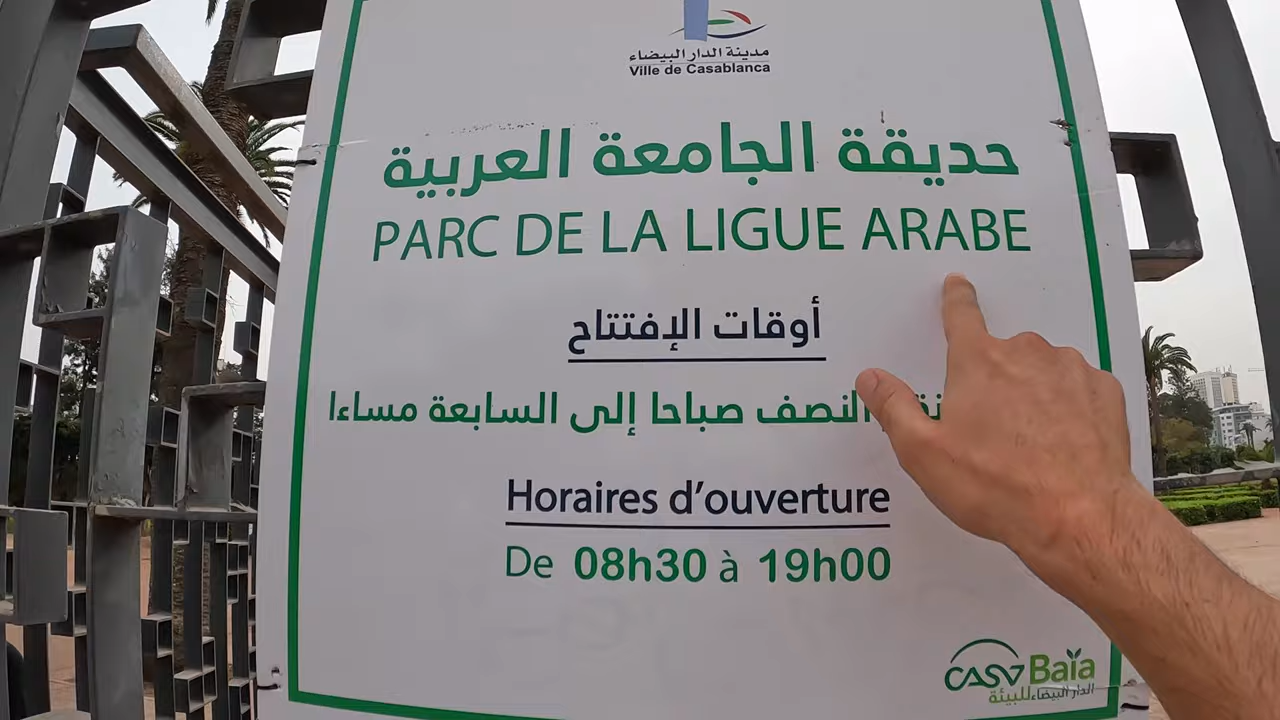 مدينة الدار البيضاء
Ville de Casablanca
حديقة الجامعة العربية
PARC DE LA LIGUE ARABE
أوقات الإفتتاح
النصف صباحا إلى السابعة مساءا
Horaires d’ouverture
De 08h30 à 19h00
CASA Baïa
الدار البيضاء للبيئة